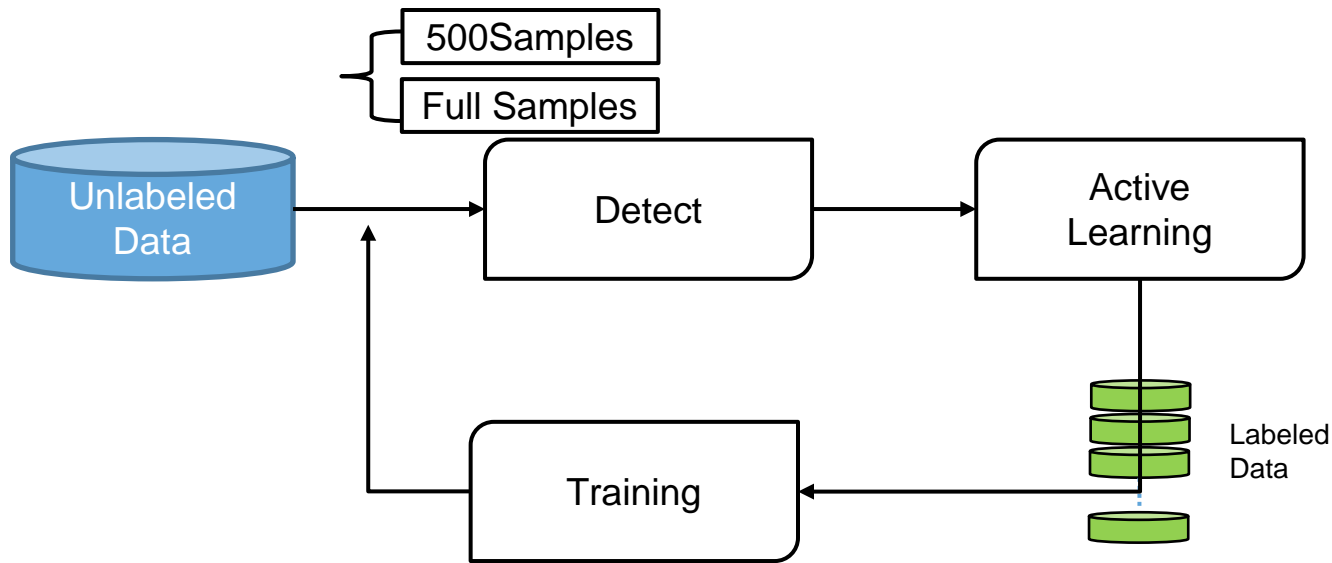 500Samples
Full Samples
Unlabeled
Data
Detect
Active
Learning
Labeled
Data
Training